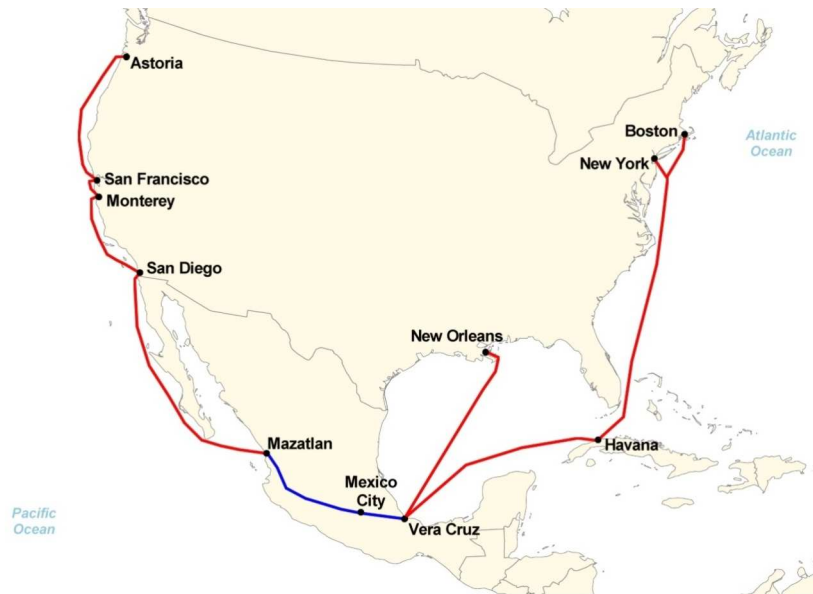 Astoria
Boston
Atlantic
Ocean
New York
San Francisco
Monterey
San Diego
New Orleans
Mazatlan
Havana
Mexico
City
Pacific
Ocean
Vera Cruz